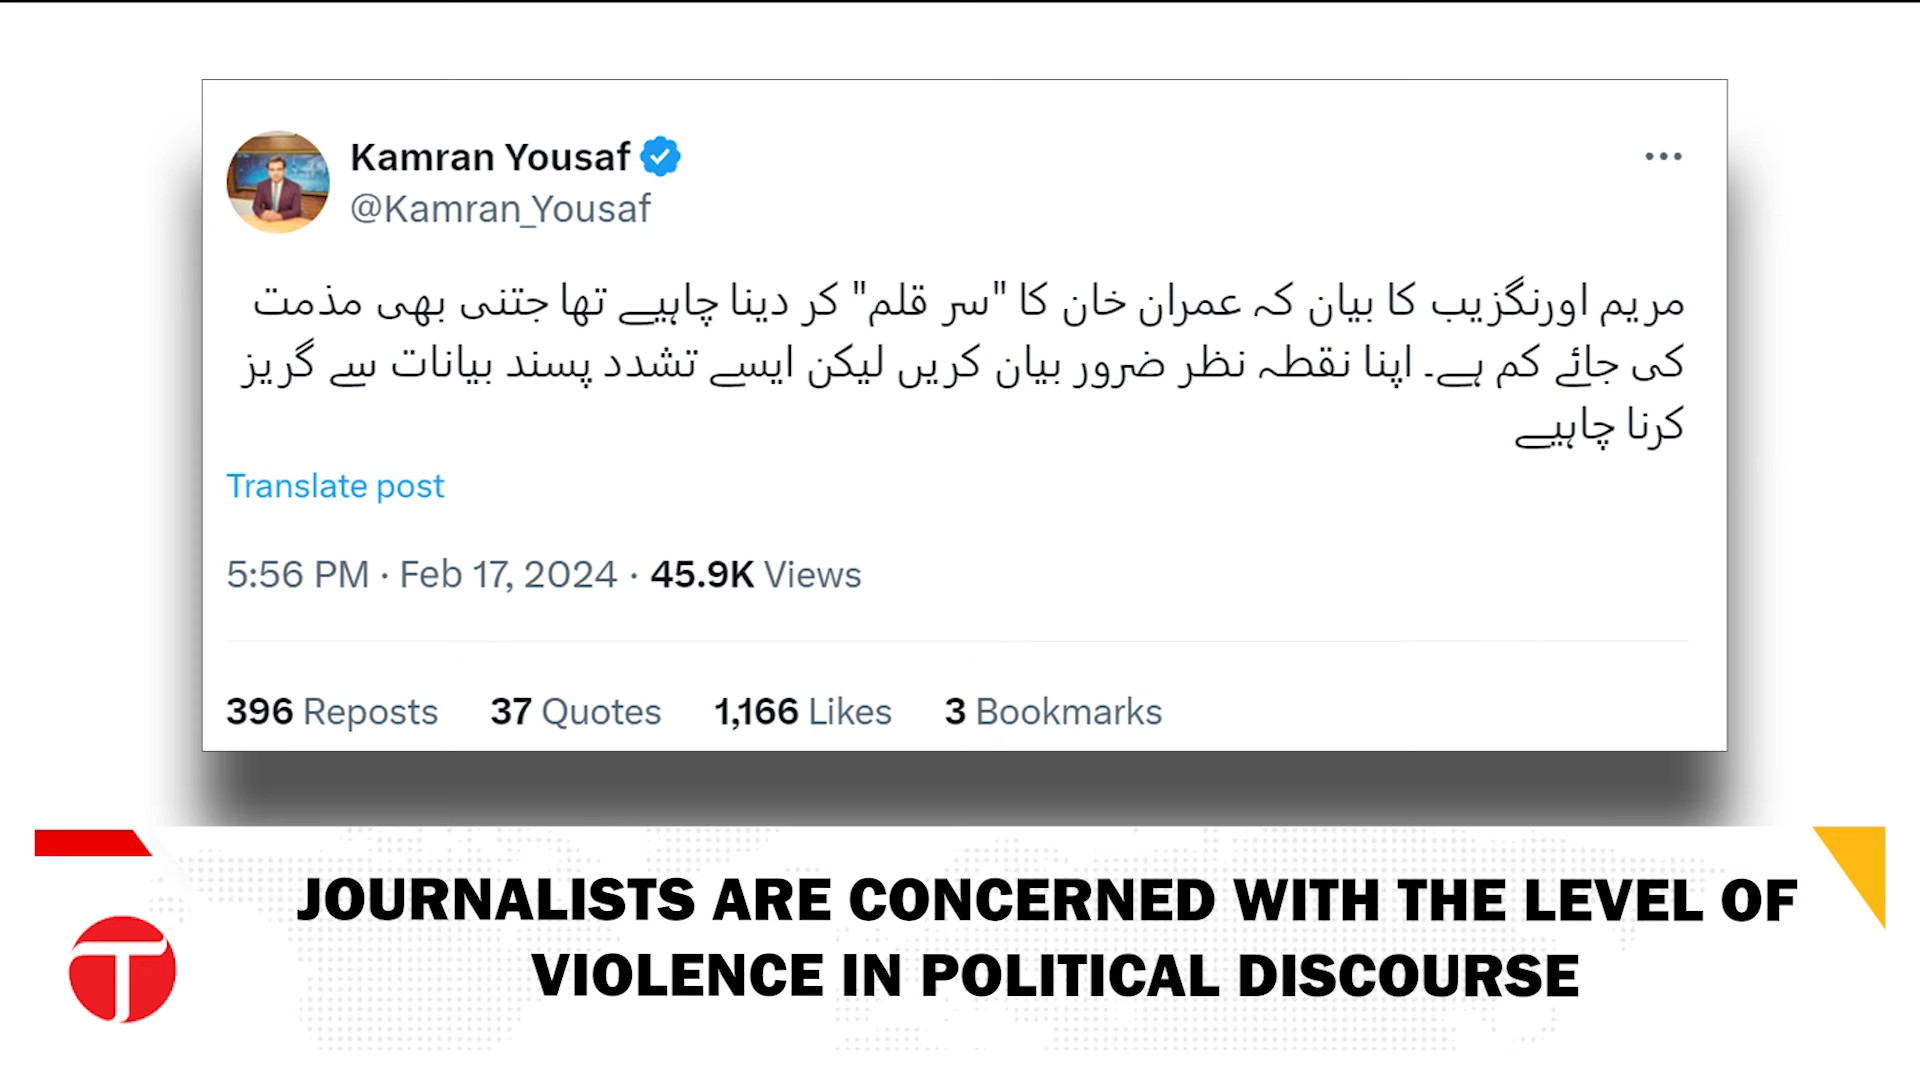 Kamran Yousaf
@Kamran_Yousaf
مریم اورنگزیب کا بیان کہ عمران خان کا "سر قلم" کر دینا چاہیے تھا جتنی بھی مذمت
کی جائے کم ہے۔ اپنا نقطہ نظر ضرور بیان کریں لیکن ایسے تشدد پسند بیانات سے گریز
کرنا چاہیے
Translate post
5:56 PM · Feb 17, 2024 · 45.9K Views
396 Reposts 37 Quotes 1,166 Likes 3 Bookmarks
JOURNALISTS ARE CONCERNED WITH THE LEVEL OF
VIOLENCE IN POLITICAL DISCOURSE
T